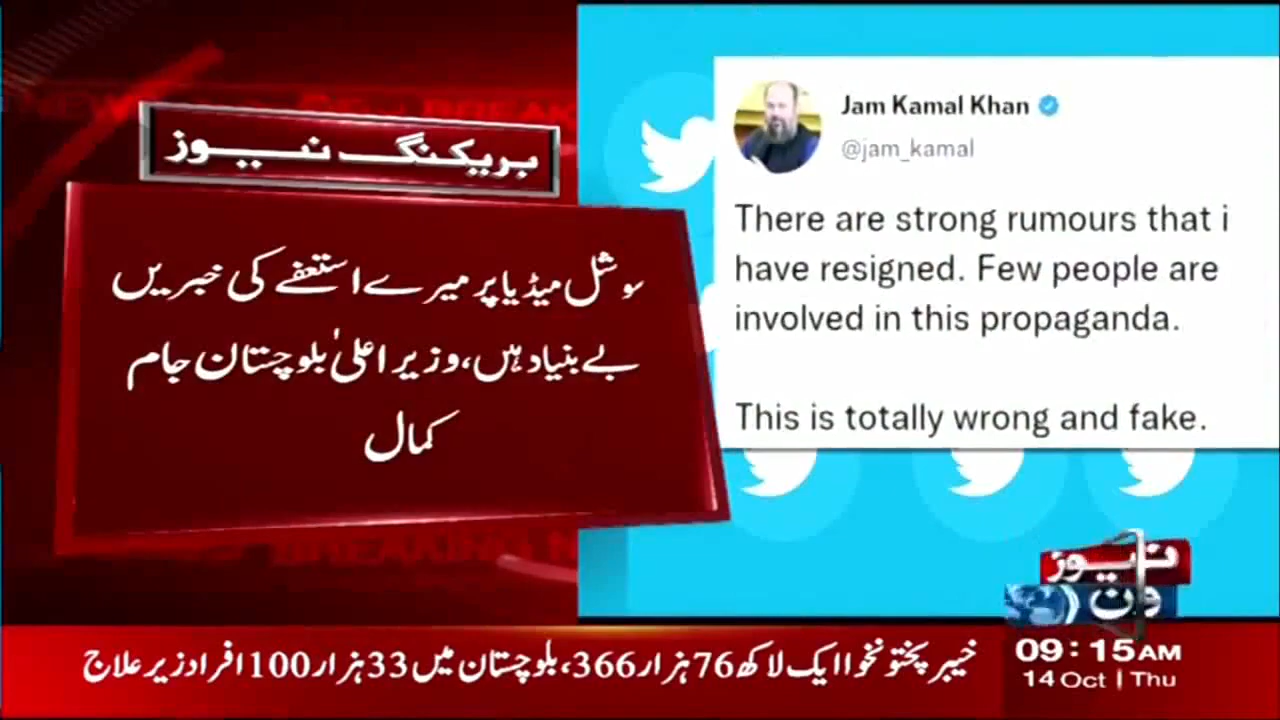 بریکنگ نیوز
سوشل میڈیا پر میرے استعفے کی خبریں
بے بنیاد ہیں، وزیر اعلیٰ بلوچستان جام
کمال
Jam Kamal Khan
@jam_kamal
There are strong rumours that i
have resigned. Few people are
involved in this propaganda.
This is totally wrong and fake.
نیوز
ون
خیبر پختونخوا ایک لاکھ 76 ہزار 366، بلوچستان میں 33 ہزار 100 افراد زیر علاج
09:15AM
14 Oct | Thu